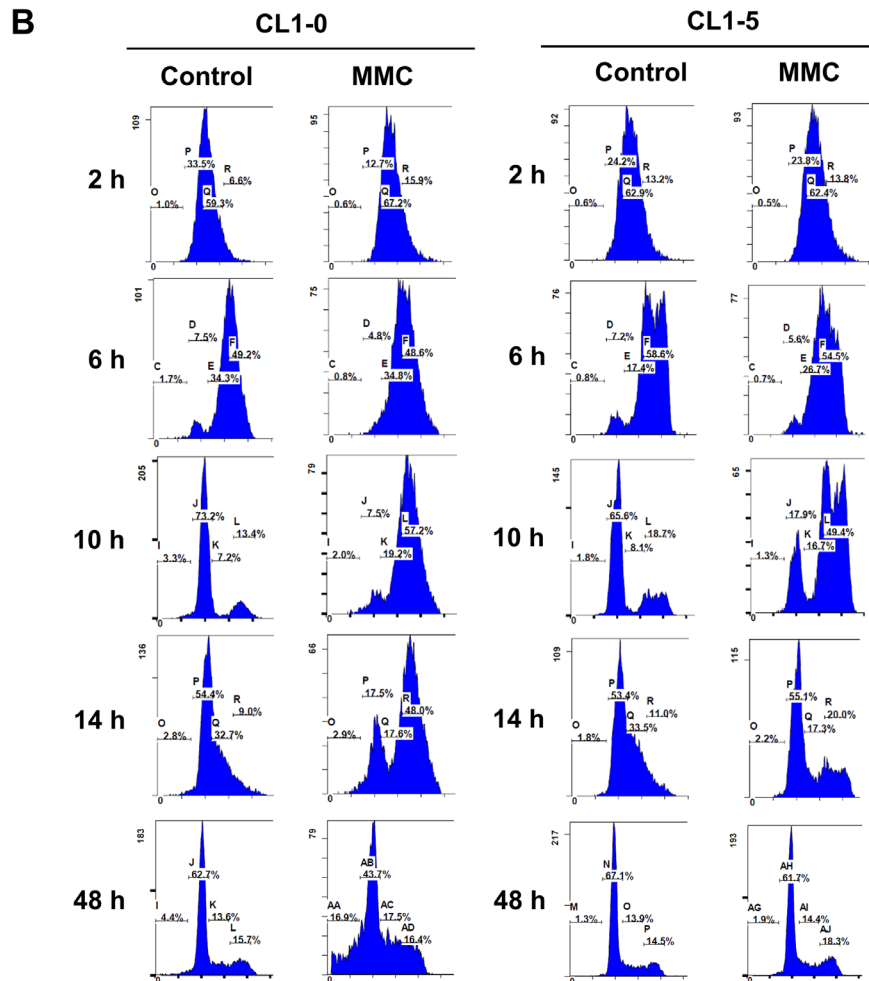 B
CL1-0 CL1-5
Control MMC Control MMC
2 h
109
P
33.5%
R
6.6%
O
1.0%
Q
59.3%
0
95
P
12.7%
R
15.9%
O
0.6%
Q
67.2%
0
2 h
92
P
24.2%
R
13.2%
O
0.6%
Q
62.9%
0
93
P
23.8%
R
13.8%
O
0.5%
Q
62.4%
0
6 h
101
D
7.5%
F
49.2%
C
1.7%
E
34.3%
0
75
D
4.8%
F
48.6%
C
0.8%
E
34.8%
0
6 h
76
D
7.2%
F
58.6%
C
0.8%
E
17.4%
0
77
D
5.6%
F
54.5%
C
0.7%
E
26.7%
0
10 h
205
J
73.2%
L
13.4%
I
3.3%
K
7.2%
0
79
J
7.5%
L
57.2%
I
2.0%
K
19.2%
0
10 h
145
J
65.6%
L
18.7%
I
1.8%
K
8.1%
0
65
J
17.9%
L
49.4%
I
1.3%
K
16.7%
0
14 h
136
P
54.4%
R
9.0%
O
2.8%
Q
32.7%
0
66
P
17.5%
R
48.0%
O
2.9%
Q
17.6%
0
14 h
109
P
53.4%
R
11.0%
O
1.8%
Q
33.5%
0
115
P
55.1%
R
20.0%
O
2.2%
Q
17.3%
0
48 h
183
J
62.7%
I
4.4%
K
13.6%
L
15.7%
0
79
AB
43.7%
AA
16.9%
AC
17.5%
AD
16.4%
0
48 h
217
N
67.1%
M
1.3%
O
13.9%
P
14.5%
0
193
AH
61.7%
AG
1.9%
AI
14.4%
AJ
18.3%
0